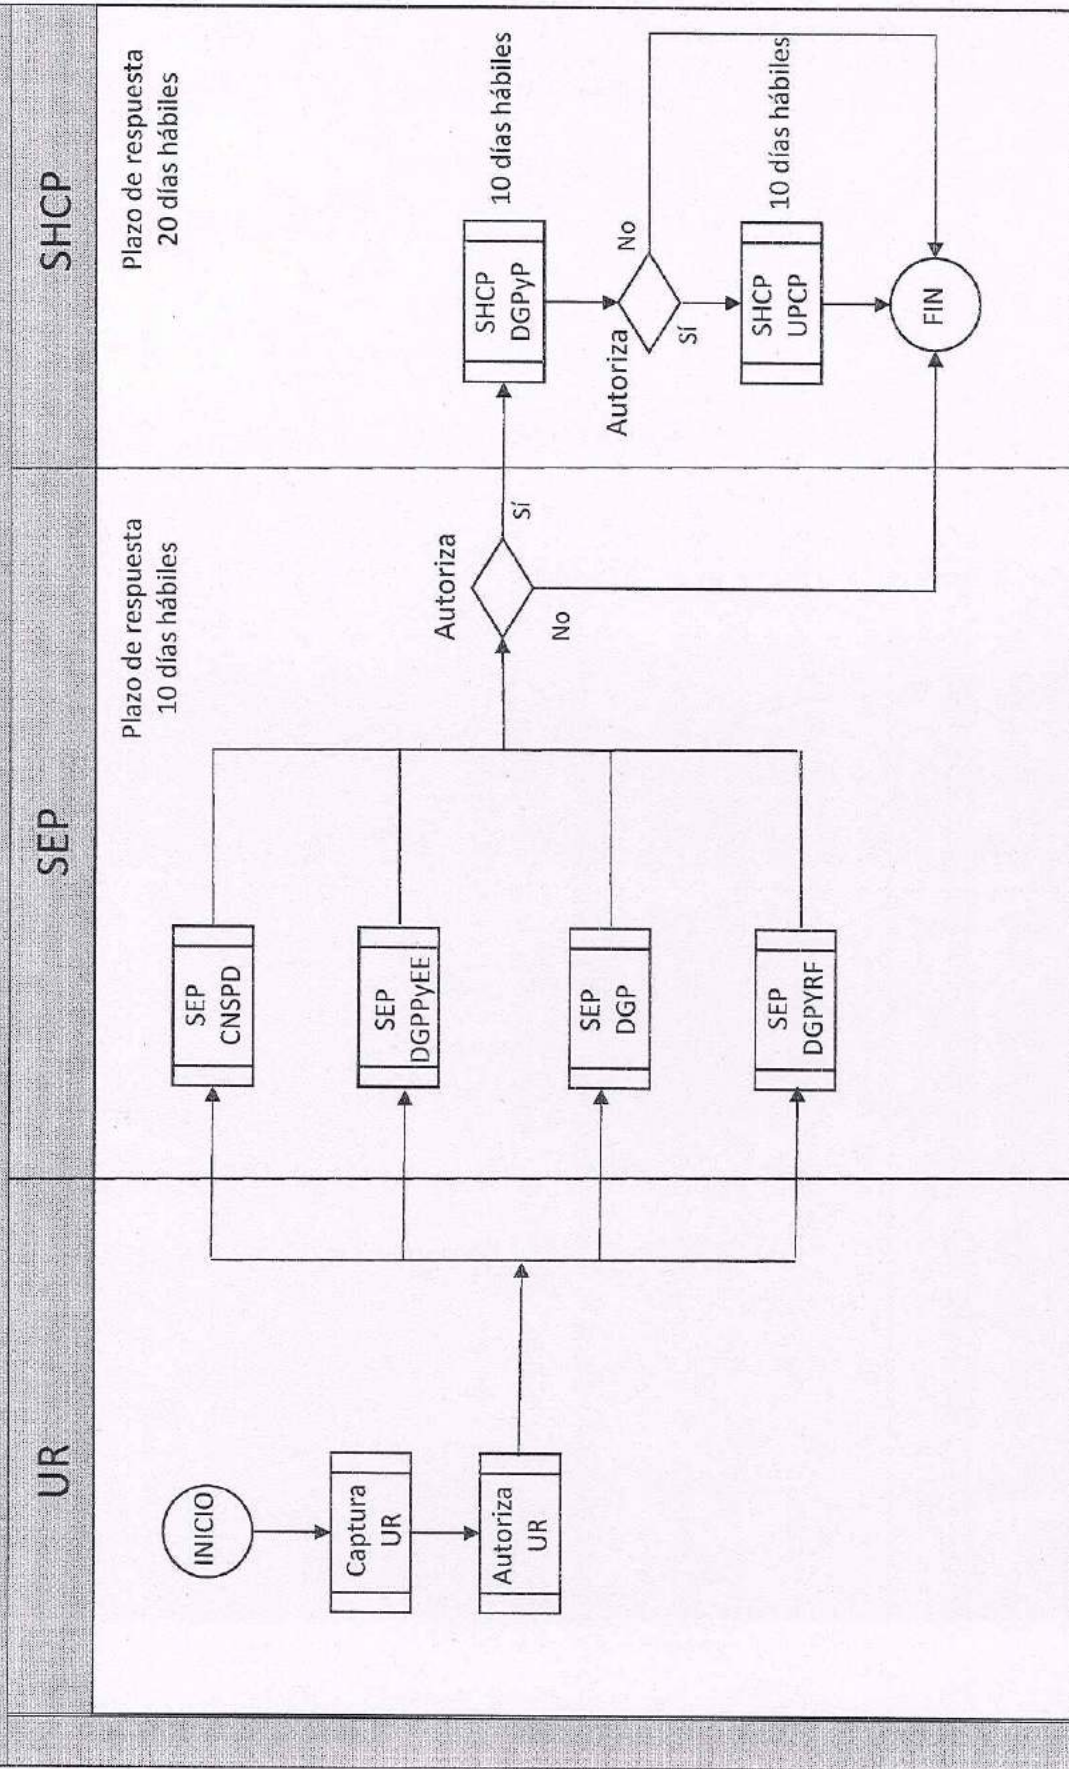 UR
SEP
SHCP
INICIO
Captura
UR
Autoriza
UR
SEP
CNSPD
SEP
DGPPyEE
SEP
DGP
SEP
DGPYRF
Plazo de respuesta
10 días hábiles
Autoriza
Sí
No
Plazo de respuesta
20 días hábiles
SHCP
DGPyP
10 días hábiles
Autoriza
No
Sí
SHCP
UPCP
10 días hábiles
FIN